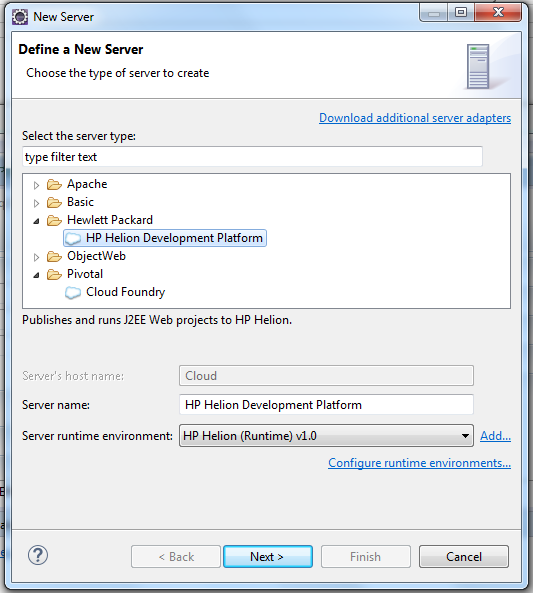 New Server
Define a New Server
Choose the type of server to create
Download additional server adapters
Select the server type:
type filter text
Apache
Basic
Hewlett Packard
HP Helion Development Platform
ObjectWeb
Pivotal
Cloud Foundry
Publishes and runs J2EE Web projects to HP Helion.
Server's host name: Cloud
Server name: HP Helion Development Platform
Server runtime environment: HP Helion (Runtime) v1.0 Add...
Configure runtime environments...
? < Back Next > Finish Cancel